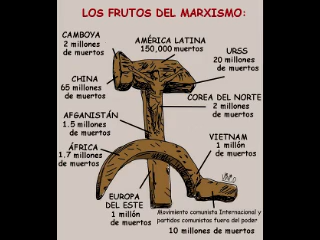 LOS FRUTOS DEL MARXISMO:
CAMBOYA
2 millones
de muertos
AMÉRICA LATINA
150,000 muertos
URSS
20 millones
de muertos
CHINA
65 millones
de muertos
COREA DEL NORTE
2 millones
de muertos
AFGANISTÁN
1.5 millones
de muertos
VIETNAM
1 millón
de muertos
ÁFRICA
1.7 millones
de muertos
EUROPA
DEL ESTE
1 millón
de muertos
Movimiento comunista Internacional y
partidos comunistas fuera del poder
10 millones de muertos